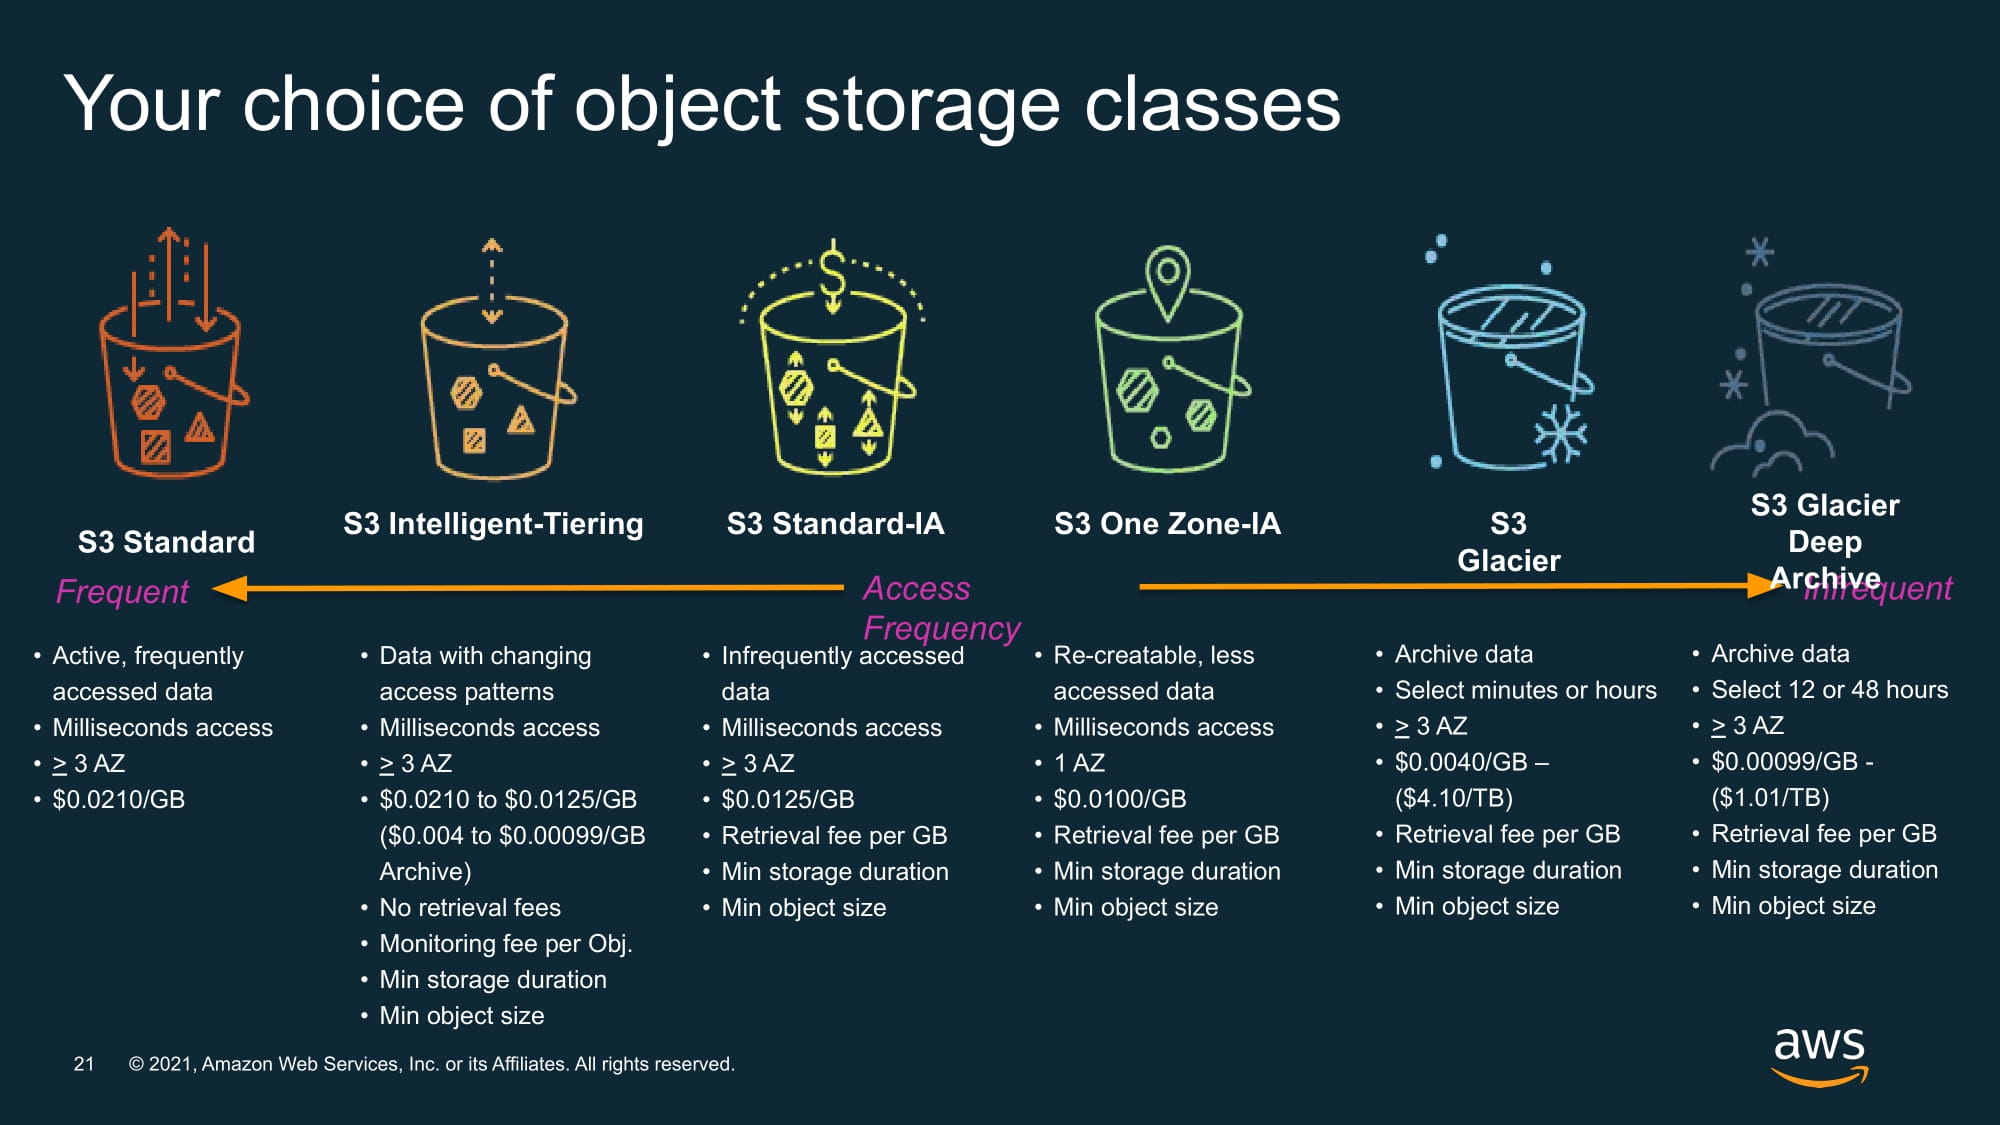 Your choice of object storage classes
S3 Standard
S3 Intelligent-Tiering
S3 Standard-IA
S3 One Zone-IA
S3
Glacier
S3 Glacier
Deep
Archive
Frequent
Access
Frequency
Infrequent
• Active, frequently
accessed data
• Milliseconds access
• ≥ 3 AZ
• $0.0210/GB
• Data with changing
access patterns
• Milliseconds access
• ≥ 3 AZ
• $0.0210 to $0.0125/GB
($0.004 to $0.00099/GB
Archive)
• No retrieval fees
• Monitoring fee per Obj.
• Min storage duration
• Min object size
• Infrequently accessed
data
• Milliseconds access
• ≥ 3 AZ
• $0.0125/GB
• Retrieval fee per GB
• Min storage duration
• Min object size
• Re-creatable, less
accessed data
• Milliseconds access
• 1 AZ
• $0.0100/GB
• Retrieval fee per GB
• Min storage duration
• Min object size
• Archive data
• Select minutes or hours
• ≥ 3 AZ
• $0.0040/GB –
($4.10/TB)
• Retrieval fee per GB
• Min storage duration
• Min object size
• Archive data
• Select 12 or 48 hours
• ≥ 3 AZ
• $0.00099/GB -
($1.01/TB)
• Retrieval fee per GB
• Min storage duration
• Min object size
21 © 2021, Amazon Web Services, Inc. or its Affiliates. All rights reserved.
aws